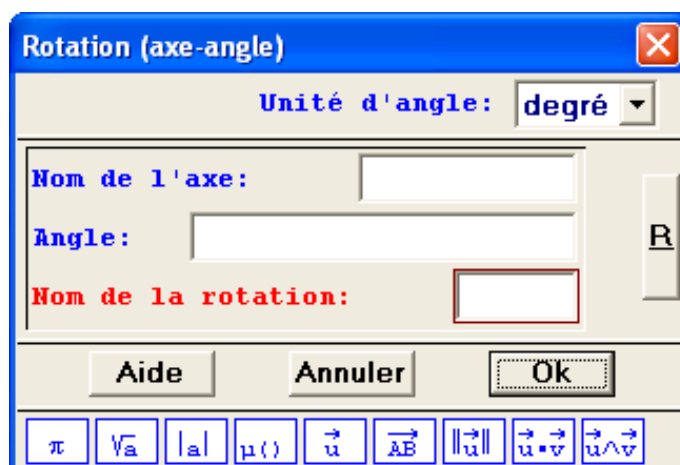 Rotation (axe-angle)
Unité d'angle: degré
Nom de l'axe:
Angle:
R
Nom de la rotation:
Aide Annuler Ok
π √a |a| μ() u⃗ AB⃗ ‖u⃗‖ u⃗▪v⃗ u⃗∧v⃗